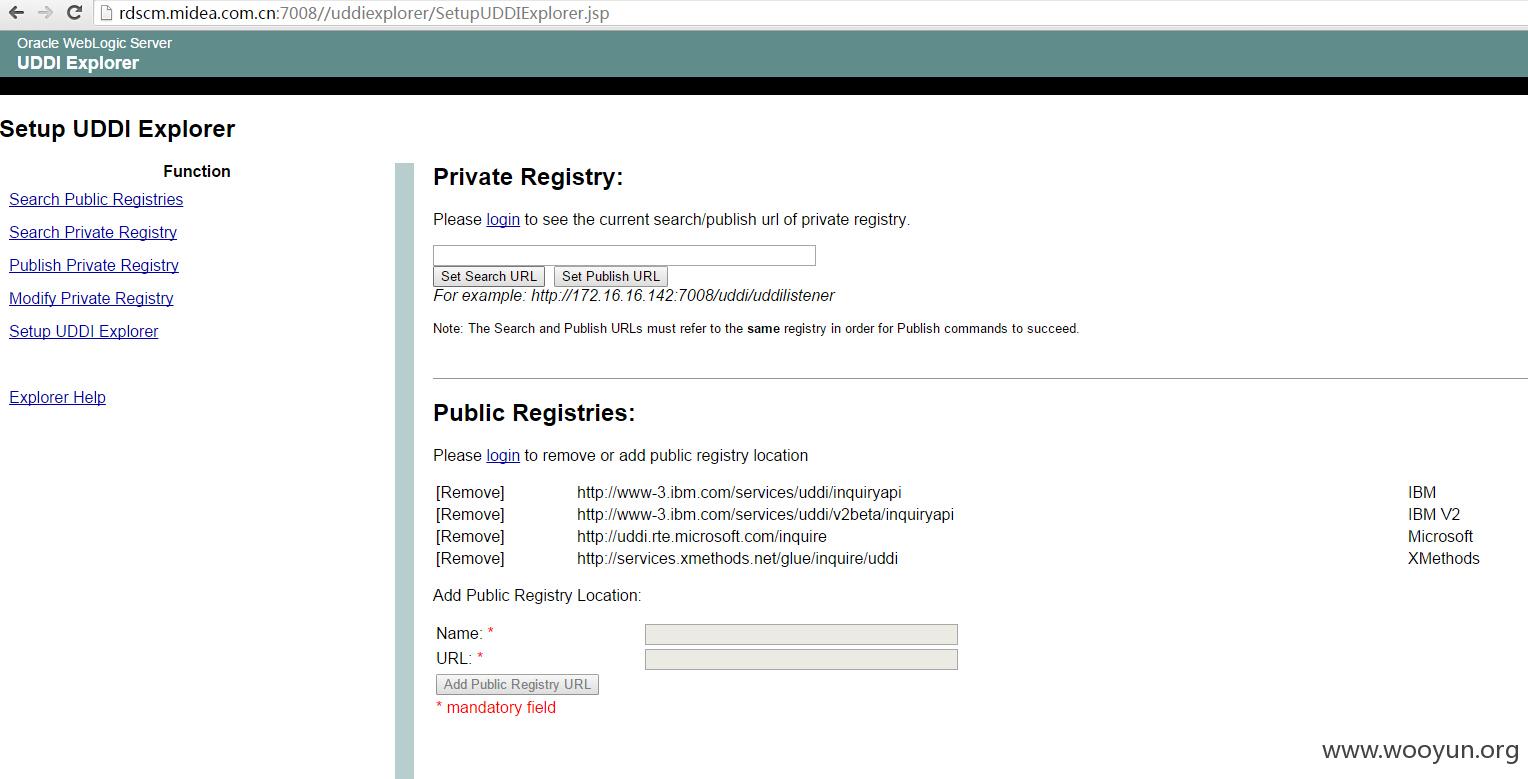 rdscm.midea.com.cn:7008//uddiexplorer/SetupUDDIExplorer.jsp
Oracle WebLogic Server
UDDI Explorer
Setup UDDI Explorer
Function
Search Public Registries
Search Private Registry
Publish Private Registry
Modify Private Registry
Setup UDDI Explorer
Explorer Help
Private Registry:
Please login to see the current search/publish url of private registry.
Set Search URL Set Publish URL
For example: http://172.16.16.142:7008/uddi/uddilistener
Note: The Search and Publish URLs must refer to the same registry in order for Publish commands to succeed.
Public Registries:
Please login to remove or add public registry location
[Remove] http://www-3.ibm.com/services/uddi/inquiryapi IBM
[Remove] http://www-3.ibm.com/services/uddi/v2beta/inquiryapi IBM V2
[Remove] http://uddi.rte.microsoft.com/inquire Microsoft
[Remove] http://services.xmethods.net/glue/inquire/uddi XMethods
Add Public Registry Location:
Name: *
URL: *
Add Public Registry URL
* mandatory field
www.wooyun.org